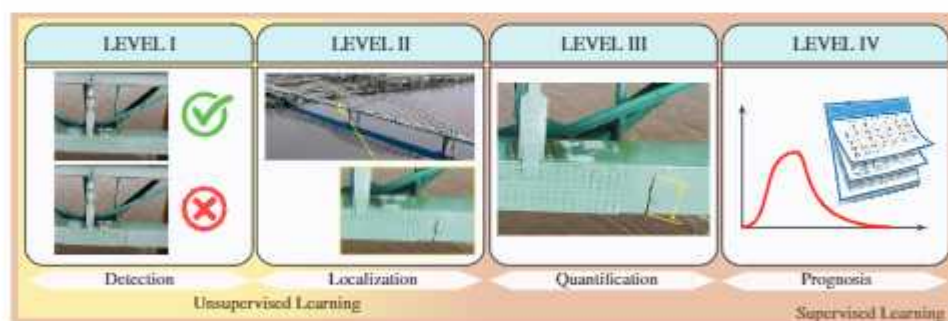 LEVEL I
LEVEL II
LEVEL III
LEVEL IV
Detection
Localization
Quantification
Prognosis
Unsupervised Learning
Supervised Learning